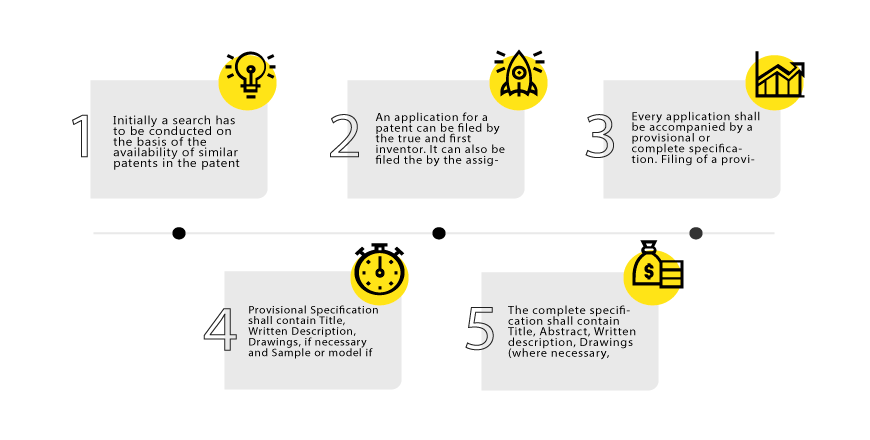 1
Initially a search has
to be conducted on
the basis of the
availability of similar
patents in the patent
2
An application for a
patent can be filed by
the true and first
inventor. It can also be
filed the by the assig-
3
Every application shall
be accompanied by a
provisional or
complete specifica-
tion. Filing of a provi-
4
Provisional Specification
shall contain Title,
Written Description,
Drawings, if necessary
and Sample or model if
5
The complete specifi-
cation shall contain
Title, Abstract, Written
description, Drawings
(where necessary,
$